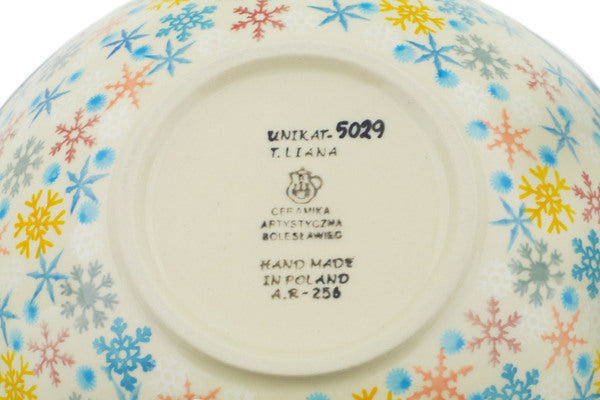 UNIKAT-5029
T.LIANA
CERAMIKA
ARTYSTYCZNA
BOLESŁAWIEC
HAND MADE
IN POLAND
A.R-256